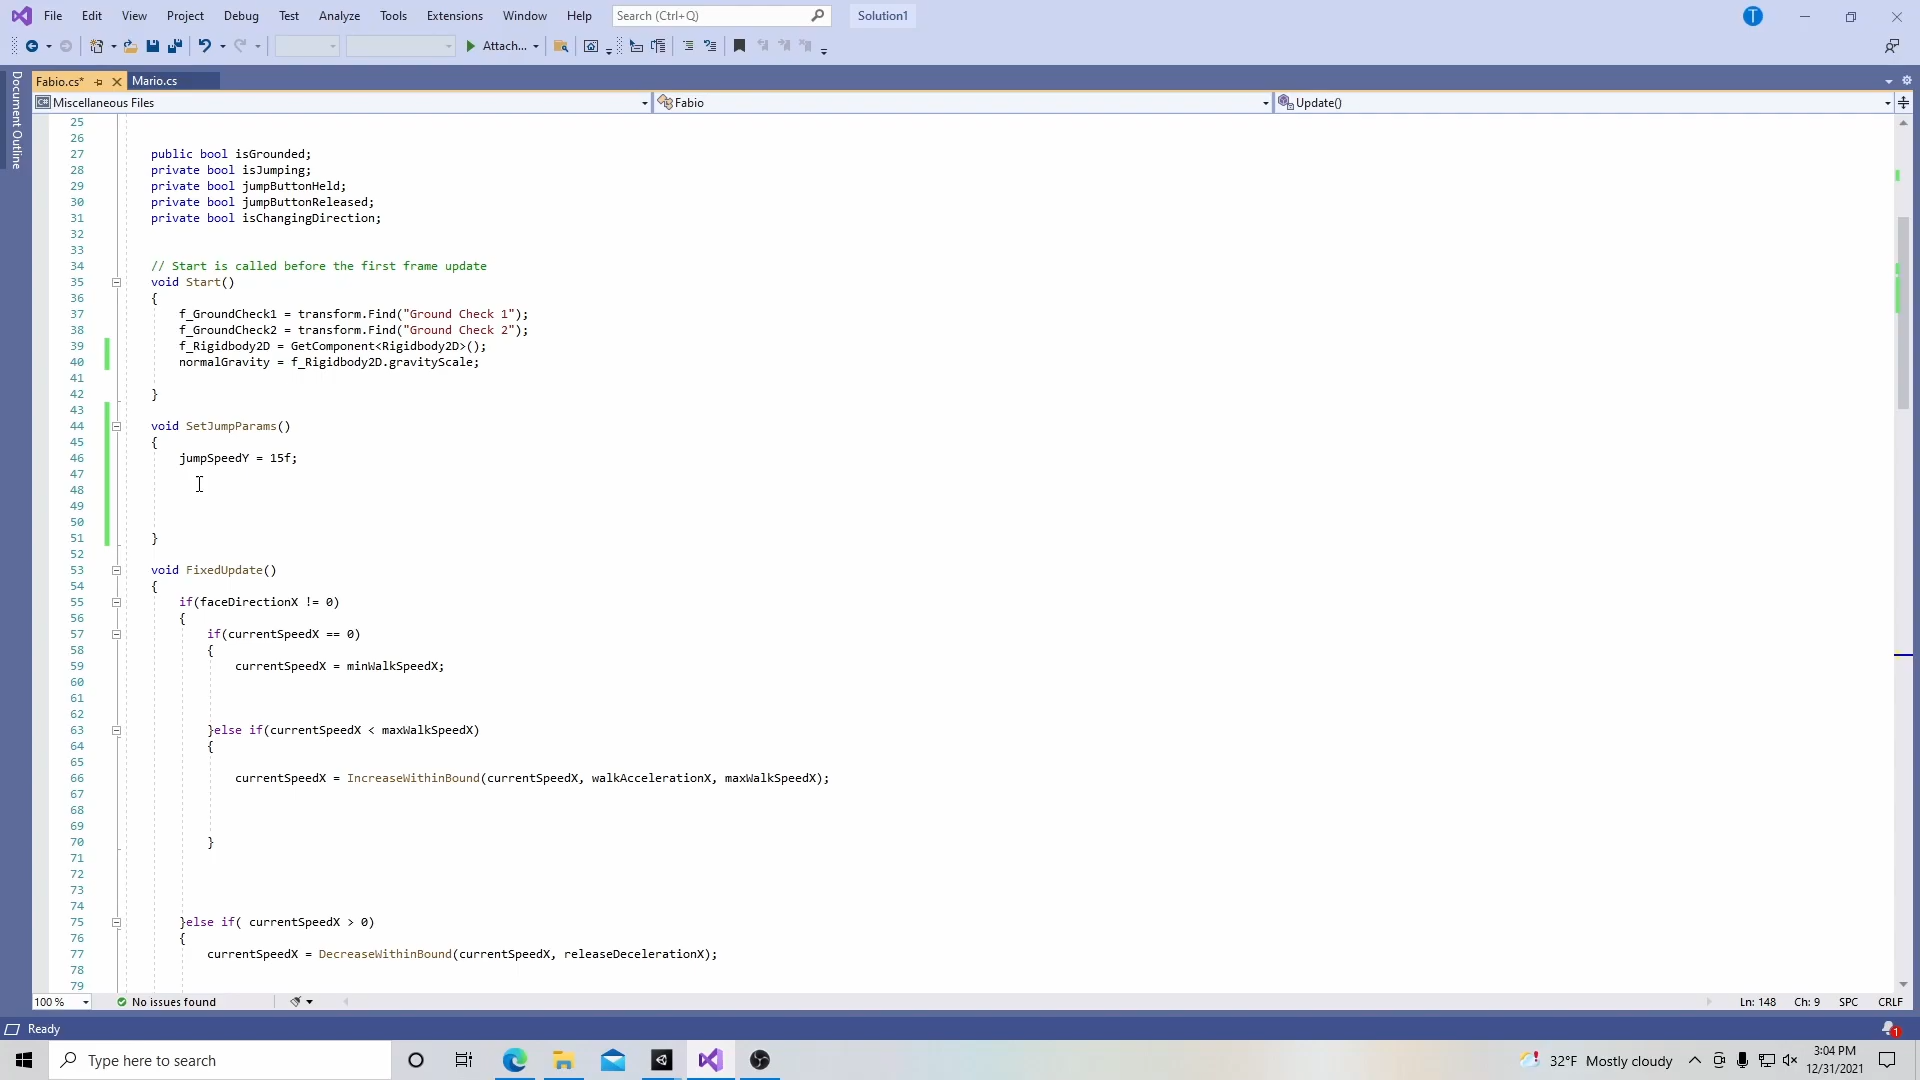 File Edit View Project Debug Test Analyze Tools Extensions Window Help Search (Ctrl+Q) Solution1 T
Attach...
Document Outline
Fabio.cs* Mario.cs
Miscellaneous Files Fabio Update()
25
26
27 public bool isGrounded;
28 private bool isJumping;
29 private bool jumpButtonHeld;
30 private bool jumpButtonReleased;
31 private bool isChangingDirection;
32
33
34 // Start is called before the first frame update
35 void Start()
36 {
37 f_GroundCheck1 = transform.Find("Ground Check 1");
38 f_GroundCheck2 = transform.Find("Ground Check 2");
39 f_Rigidbody2D = GetComponent<Rigidbody2D>();
40 normalGravity = f_Rigidbody2D.gravityScale;
41
42 }
43
44 void SetJumpParams()
45 {
46 jumpSpeedY = 15f;
47
48
49
50
51 }
52
53 void FixedUpdate()
54 {
55 if(faceDirectionX != 0)
56 {
57 if(currentSpeedX == 0)
58 {
59 currentSpeedX = minWalkSpeedX;
60
61
62
63 }else if(currentSpeedX < maxWalkSpeedX)
64 {
65
66 currentSpeedX = IncreaseWithinBound(currentSpeedX, walkAccelerationX, maxWalkSpeedX);
67
68
69
70 }
71
72
73
74
75 }else if( currentSpeedX > 0)
76 {
77 currentSpeedX = DecreaseWithinBound(currentSpeedX, releaseDecelerationX);
78
79
100 % No issues found Ln: 148 Ch: 9 SPC CRLF
Ready 1
Type here to search 32°F Mostly cloudy 3:04 PM
12/31/2021